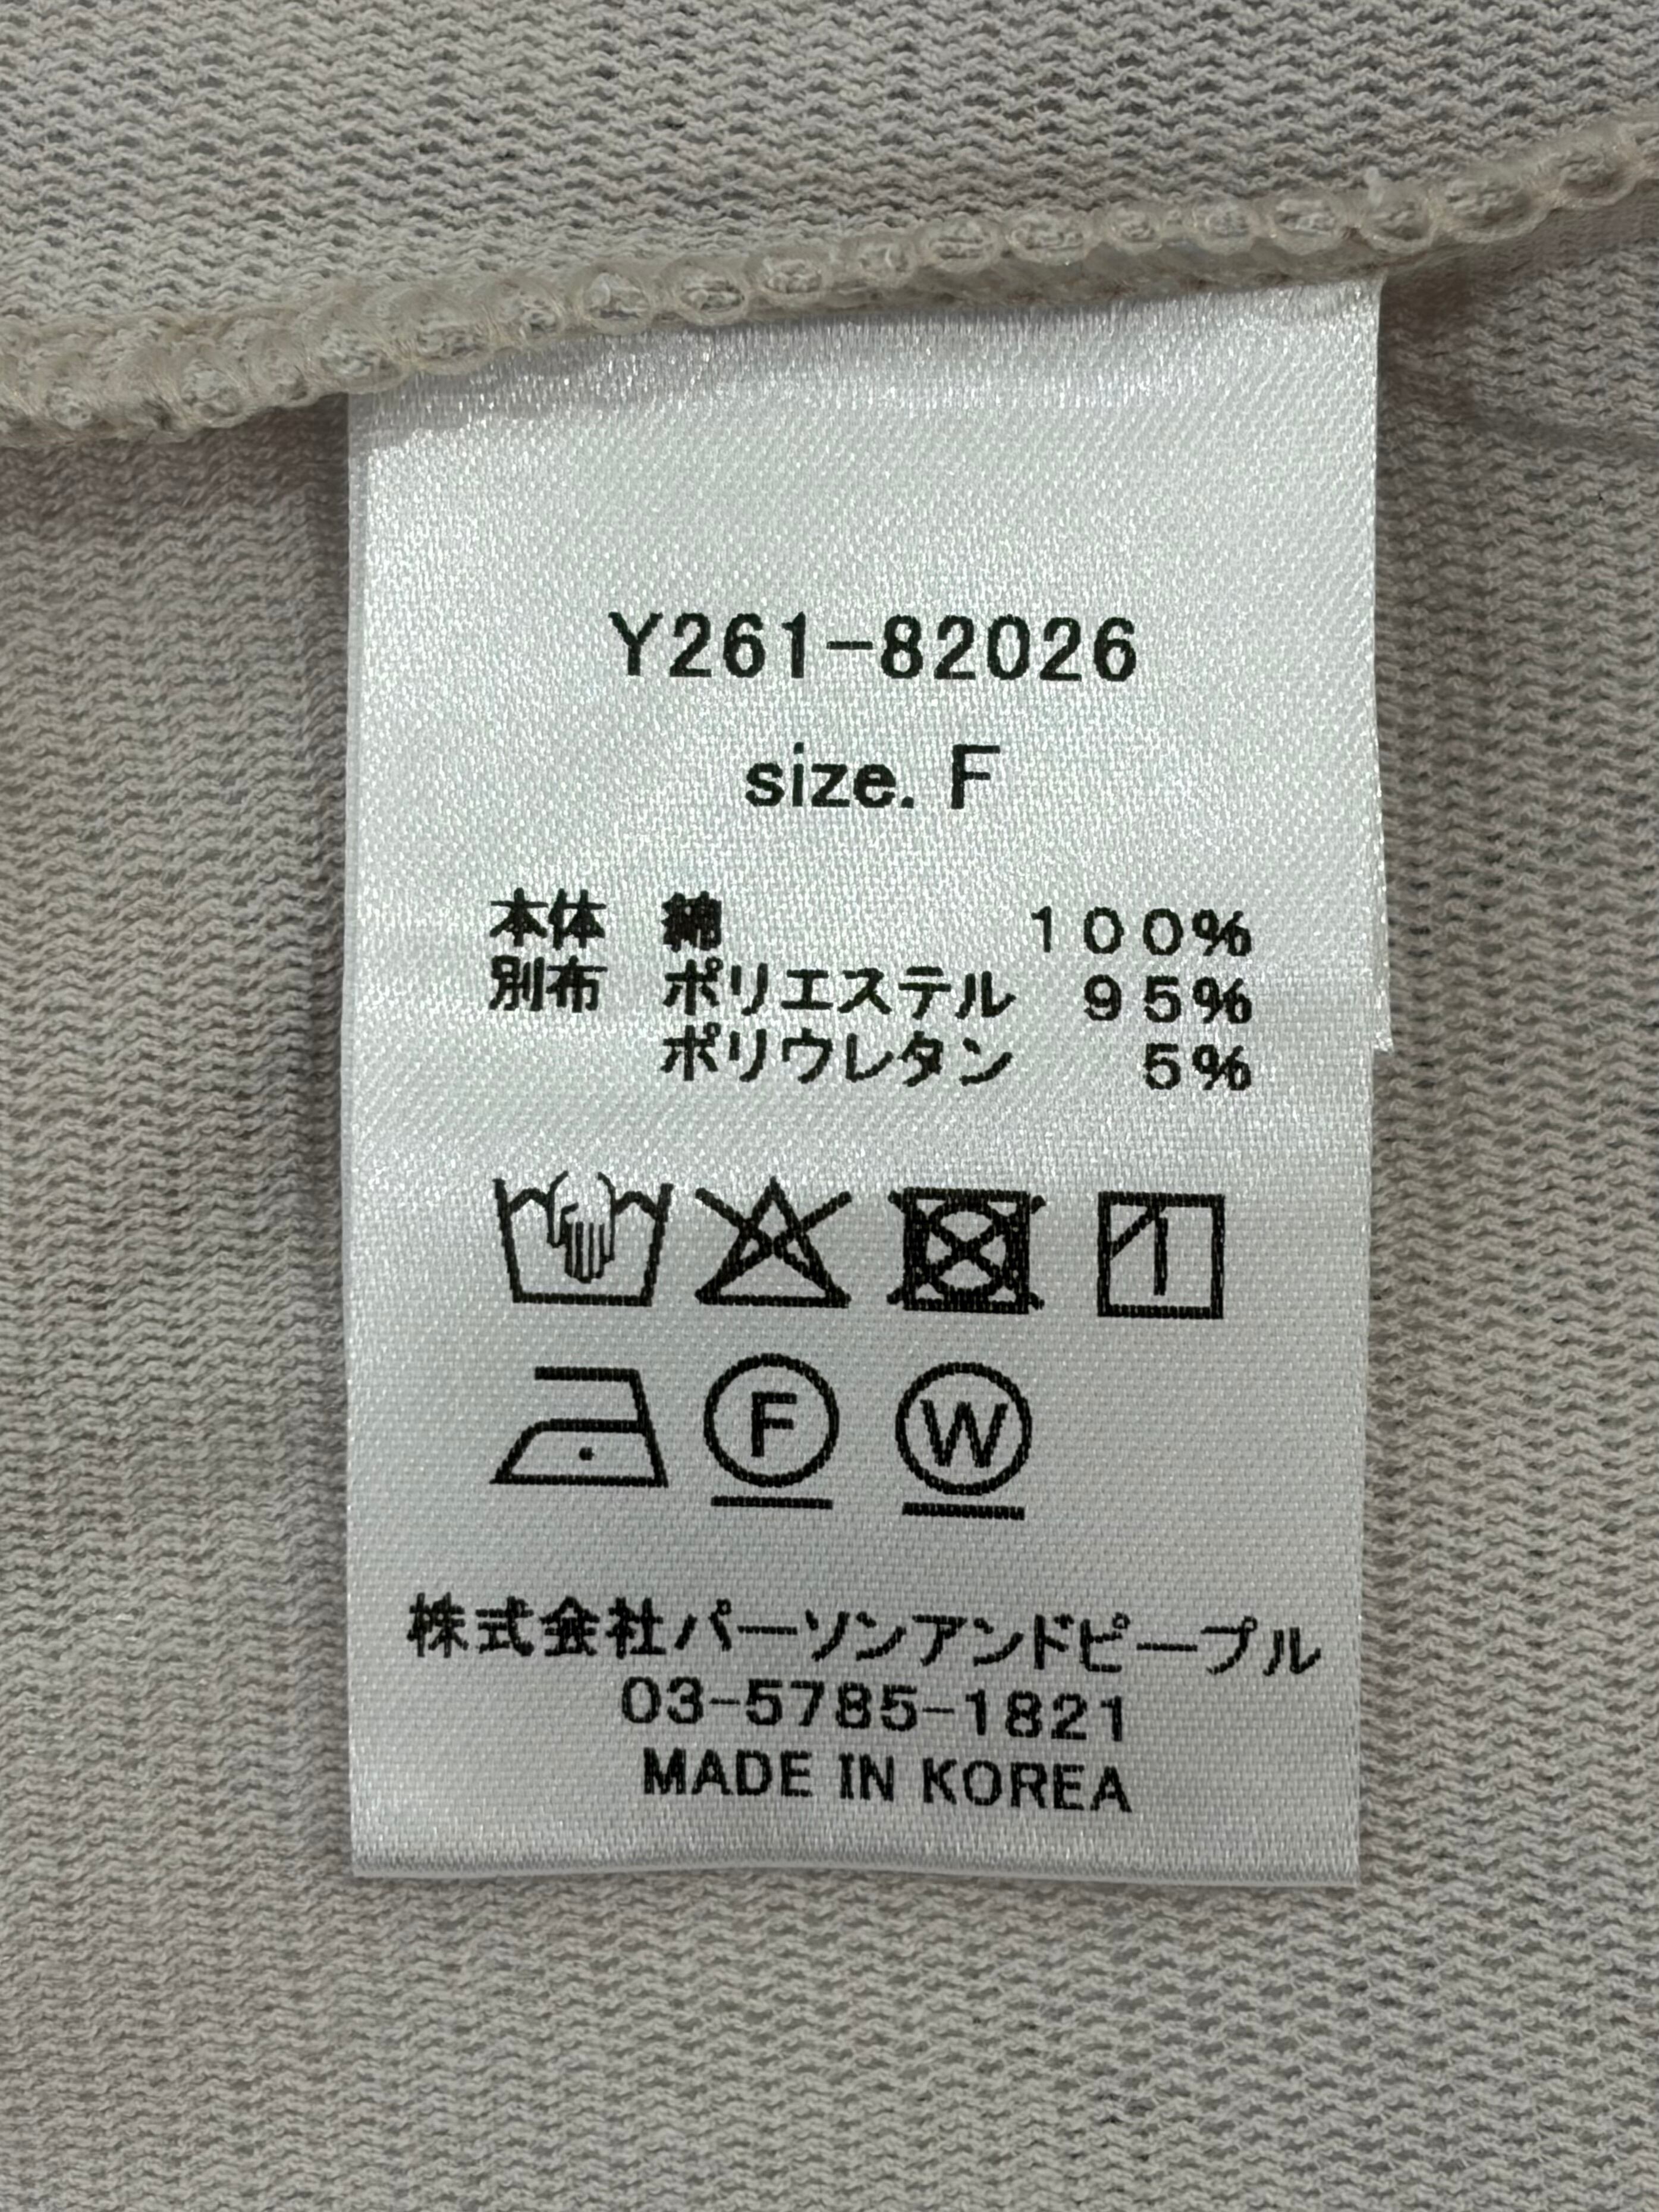 Y261-82026
size. F
本体 綿 100%
別布 ポリエステル 95%
ポリウレタン 5%
F W
株式会社パーソンアンドピープル
03-5785-1821
MADE IN KOREA